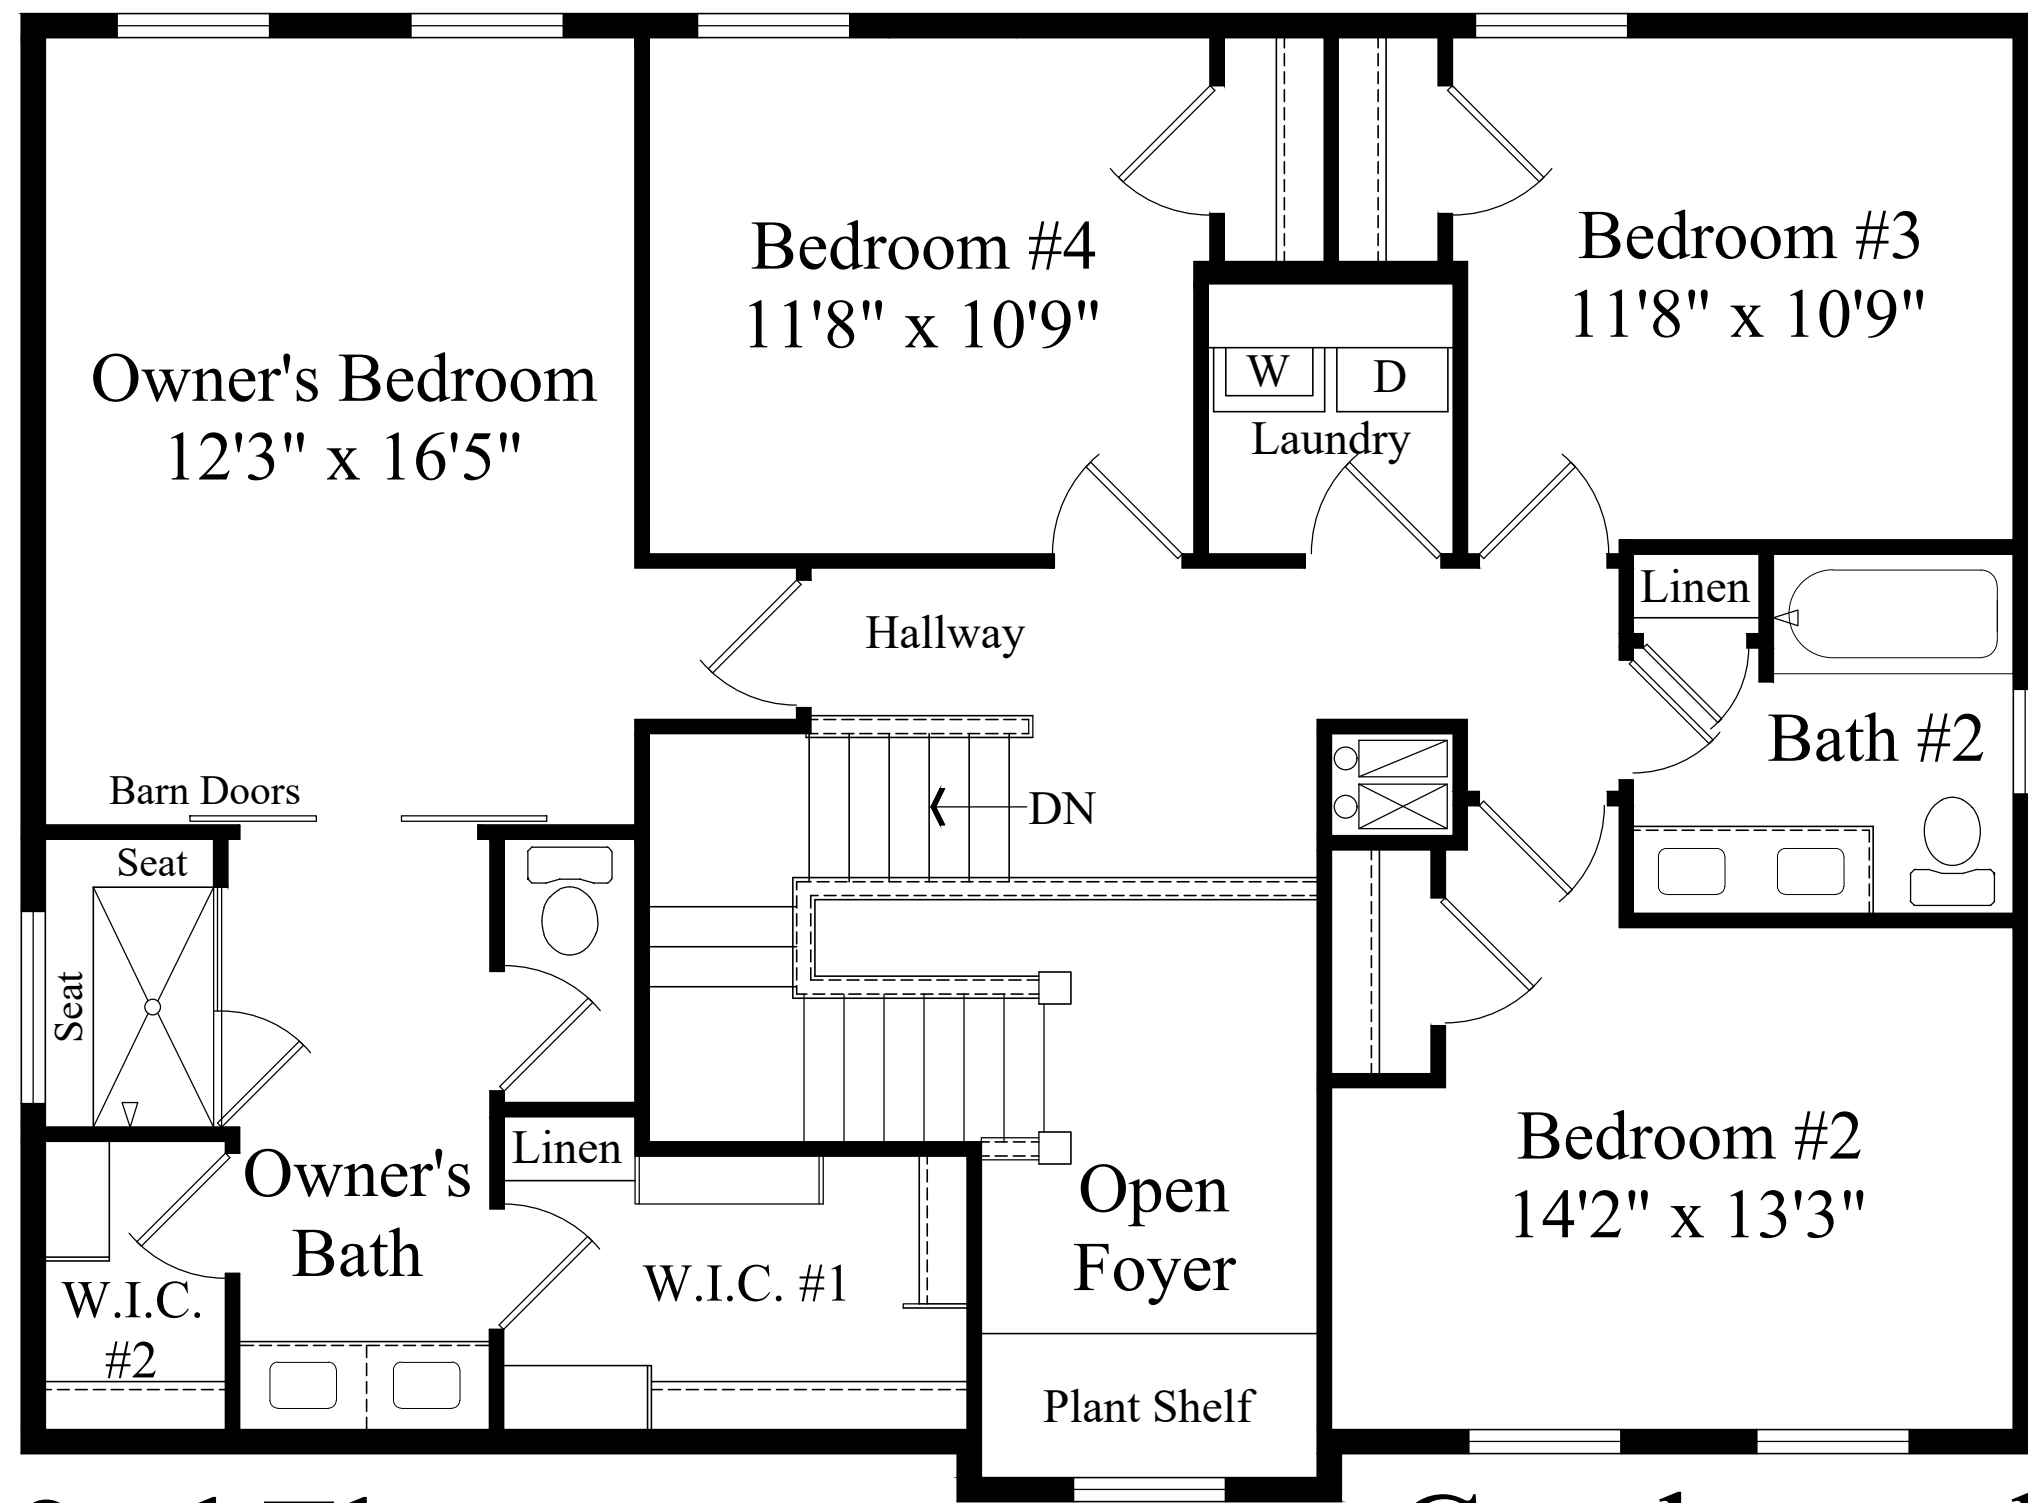 Bedroom #4
11'8" x 10'9"
Bedroom #3
11'8" x 10'9"
Owner's Bedroom
12'3" x 16'5"
W
D
Laundry
Linen
Hallway
Bath #2
Barn Doors
DN
Seat
Seat
Linen
Owner's
Bath
Bedroom #2
14'2" x 13'3"
Open
Foyer
W.I.C. #1
W.I.C.
#2
Plant Shelf